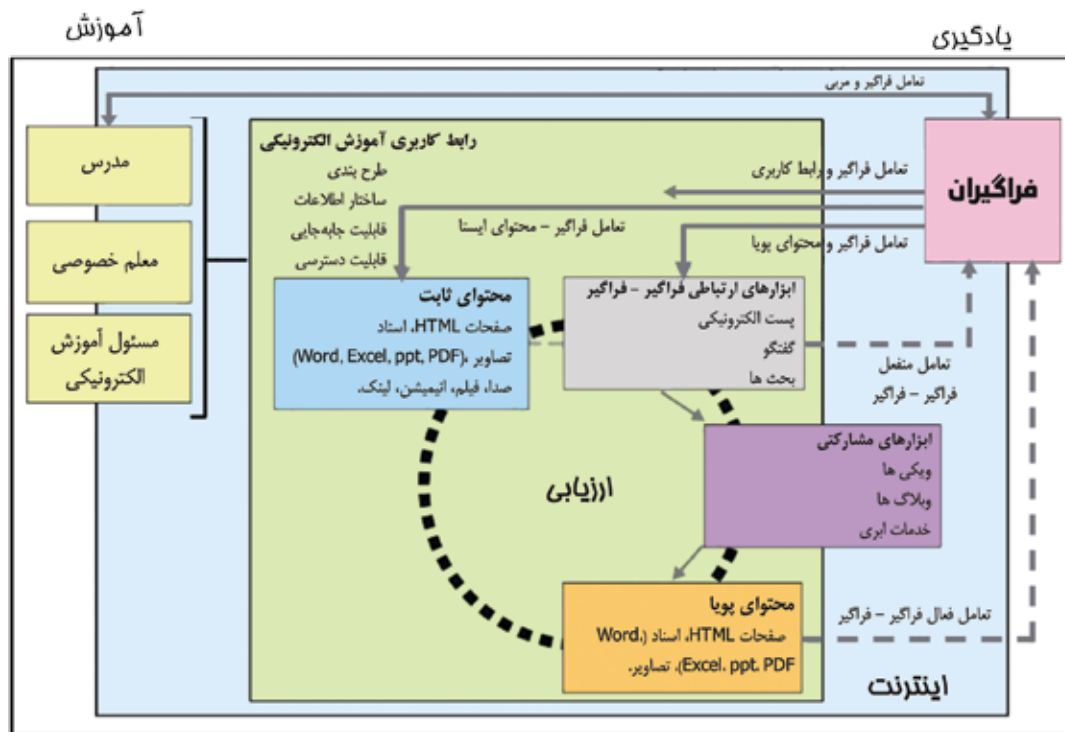 یادگیری
آموزش
تعامل فراگیر و مربی
فراگیران
مدرس
معلم خصوصی
مسئول آموزش
الکترونیکی
رابط کاربری آموزش الکترونیکی
طرح بندی
ساختار اطلاعات
قابلیت جابه‌جایی
قابلیت دسترسی
تعامل فراگیر و رابط کاربری
تعامل فراگیر – محتوای ایستا
تعامل فراگیر و محتوای پویا
ابزارهای ارتباطی فراگیر – فراگیر
پست الکترونیکی
گفتگو
بحث ها
محتوای ثابت
صفحات HTML، اسناد
(Word, Excel, ppt, PDF)، تصاویر
صدا، فیلم، انیمیشن، لینک.
تعامل منفعل
فراگیر – فراگیر
ابزارهای مشارکتی
ویکی ها
وبلاگ ها
خدمات ابری
ارزیابی
محتوای پویا
صفحات HTML، اسناد (Word،
Excel، ppt، PDF)، تصاویر.
تعامل فعال فراگیر – فراگیر
اینترنت